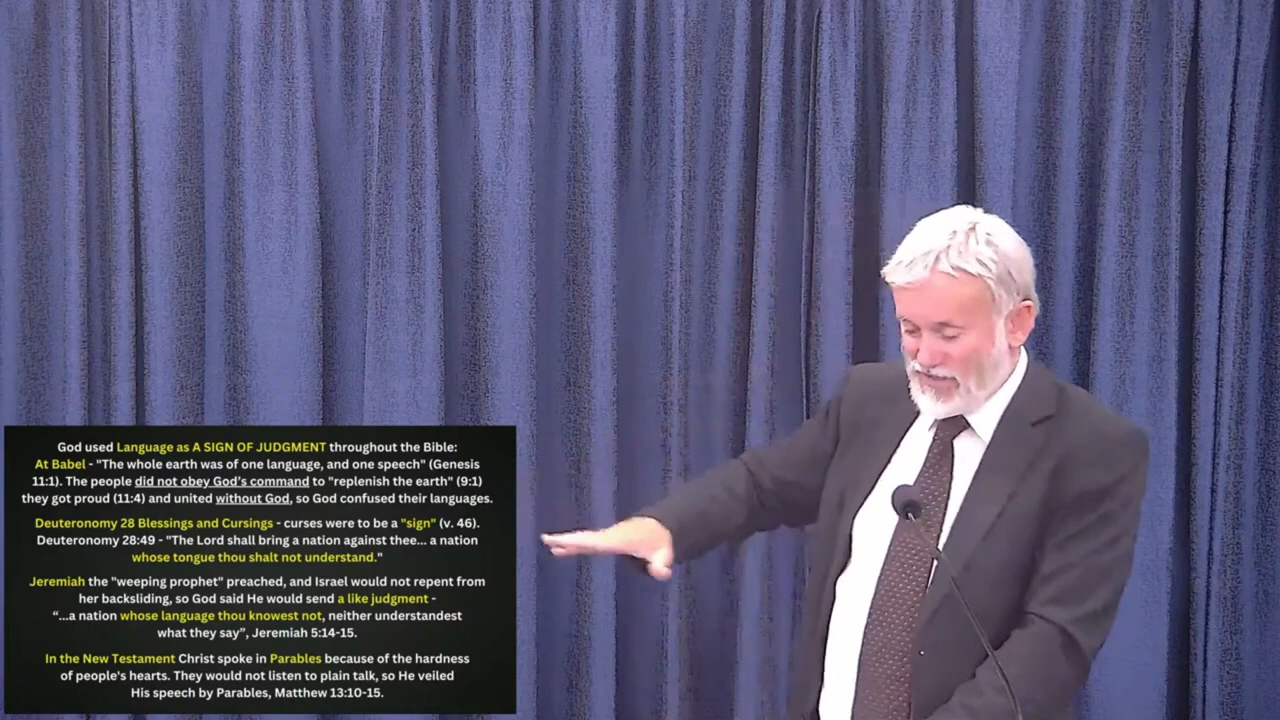 God used Language as A SIGN OF JUDGMENT throughout the Bible:
At Babel - "The whole earth was of one language, and one speech" (Genesis
11:1). The people did not obey God's command to "replenish the earth" (9:1)
they got proud (11:4) and united without God, so God confused their languages.
Deuteronomy 28 Blessings and Cursings - curses were to be a "sign" (v. 46).
Deuteronomy 28:49 - "The Lord shall bring a nation against thee... a nation
whose tongue thou shalt not understand."
Jeremiah the "weeping prophet" preached, and Israel would not repent from
her backsliding, so God said He would send a like judgment -
“...a nation whose language thou knowest not, neither understandest
what they say”, Jeremiah 5:14-15.
In the New Testament Christ spoke in Parables because of the hardness
of people's hearts. They would not listen to plain talk, so He veiled
His speech by Parables, Matthew 13:10-15.